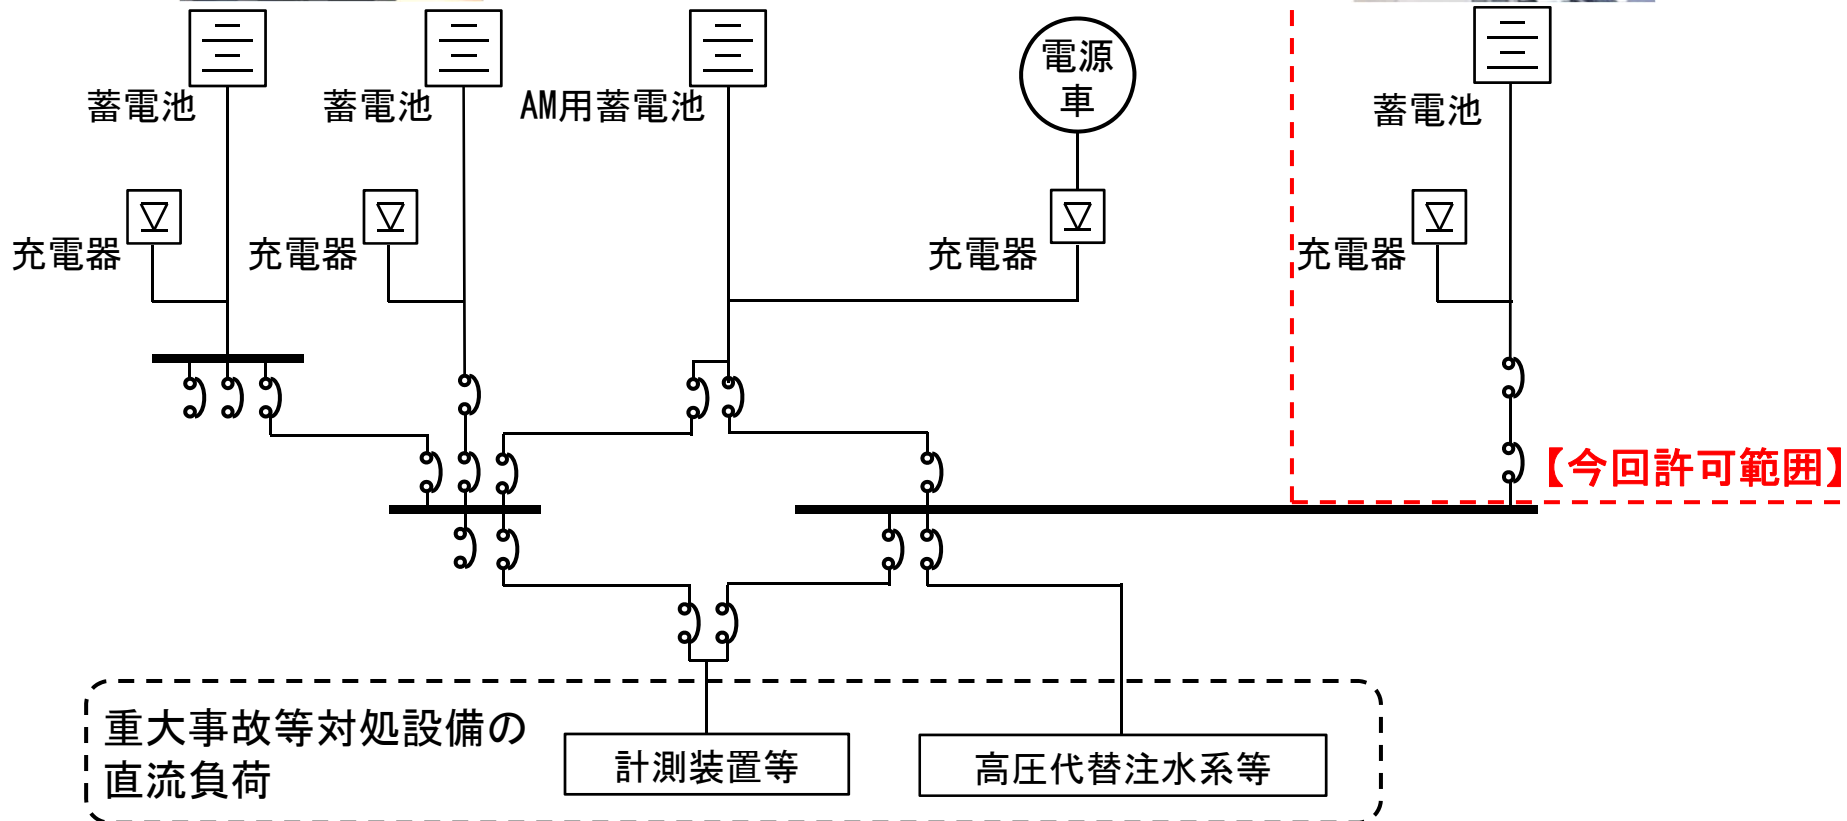 電源
車
蓄電池
蓄電池
AM用蓄電池
蓄電池
充電器
充電器
充電器
充電器
【今回許可範囲】
重大事故等対処設備の
直流負荷
計測装置等
高圧代替注水系等